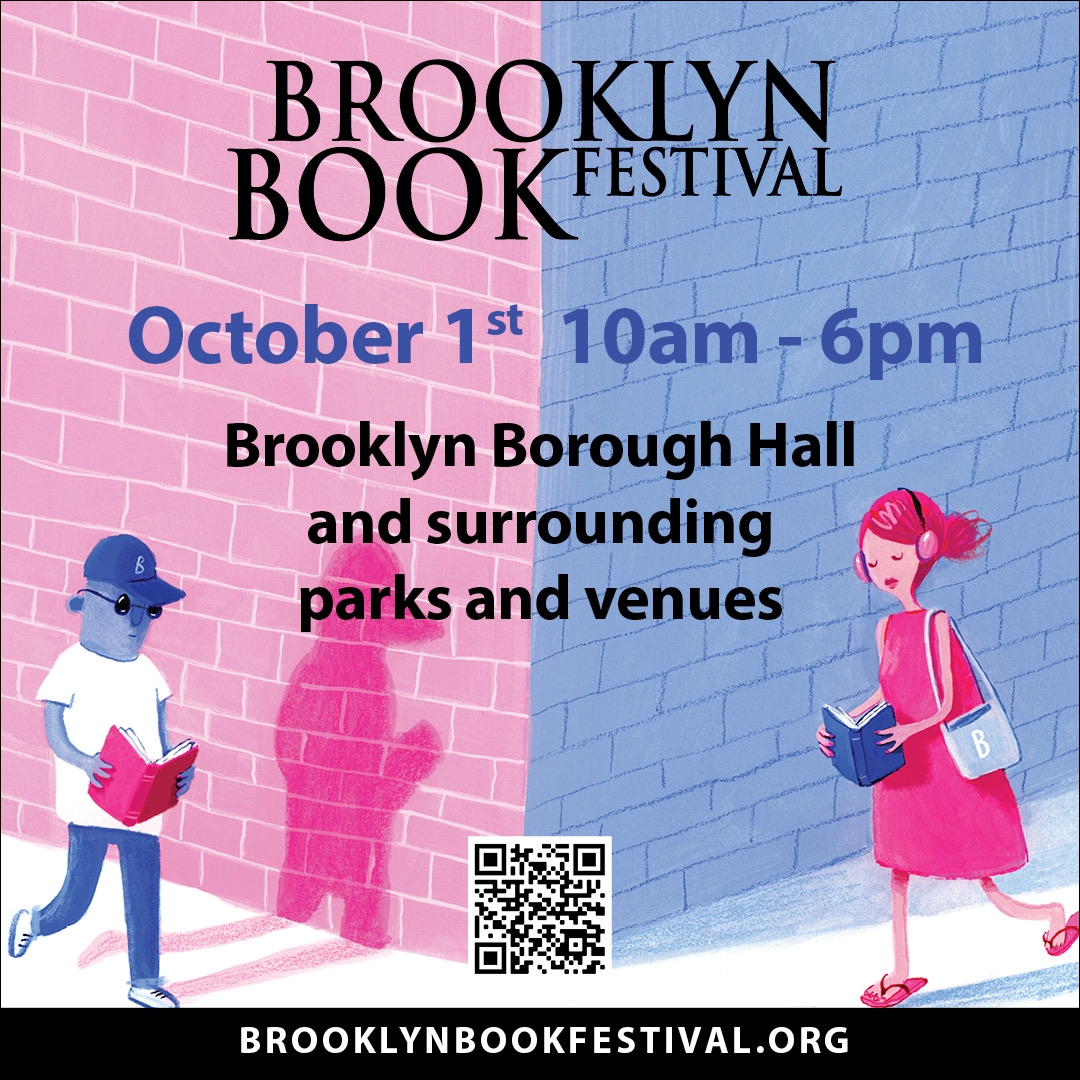 BROOKLYN
BOOK FESTIVAL
October 1st 10am - 6pm
Brooklyn Borough Hall
and surrounding
parks and venues
B
B
BROOKLYNBOOKFESTIVAL.ORG